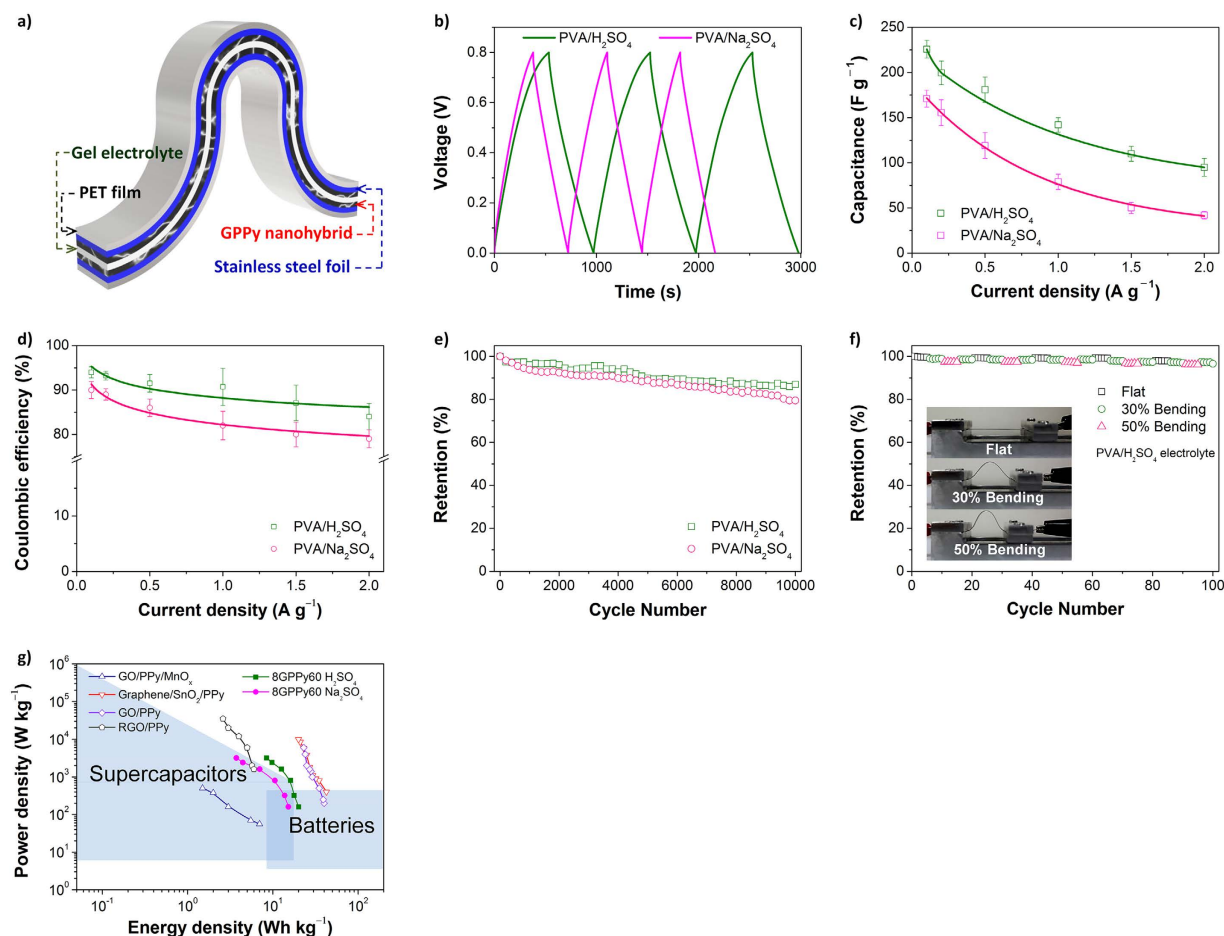 a)
Gel electrolyte
PET film
GPPy nanohybrid
Stainless steel foil
b)
PVA/H₂SO₄ PVA/Na₂SO₄
Voltage (V)
0.8
0.6
0.4
0.2
0.0
0 1000 2000 3000
Time (s)
c)
Capacitance (F g⁻¹)
250
200
150
100
50
0
PVA/H₂SO₄
PVA/Na₂SO₄
0.0 0.5 1.0 1.5 2.0
Current density (A g⁻¹)
d)
Coulombic efficiency (%)
100
90
80
10
0
PVA/H₂SO₄
PVA/Na₂SO₄
0.0 0.5 1.0 1.5 2.0
Current density (A g⁻¹)
e)
Retention (%)
100
80
60
40
20
0
PVA/H₂SO₄
PVA/Na₂SO₄
0 2000 4000 6000 8000 10000
Cycle Number
f)
Retention (%)
100
80
60
40
20
0
Flat
30% Bending
50% Bending
PVA/H₂SO₄ electrolyte
Flat
30% Bending
50% Bending
0 20 40 60 80 100
Cycle Number
g)
Power density (W kg⁻¹)
10⁶
10⁵
10⁴
10³
10²
10¹
10⁰
GO/PPy/MnOₓ
Graphene/SnO₂/PPy
GO/PPy
RGO/PPy
8GPPy60 H₂SO₄
8GPPy60 Na₂SO₄
Supercapacitors
Batteries
10⁻¹ 10⁰ 10¹ 10²
Energy density (Wh kg⁻¹)